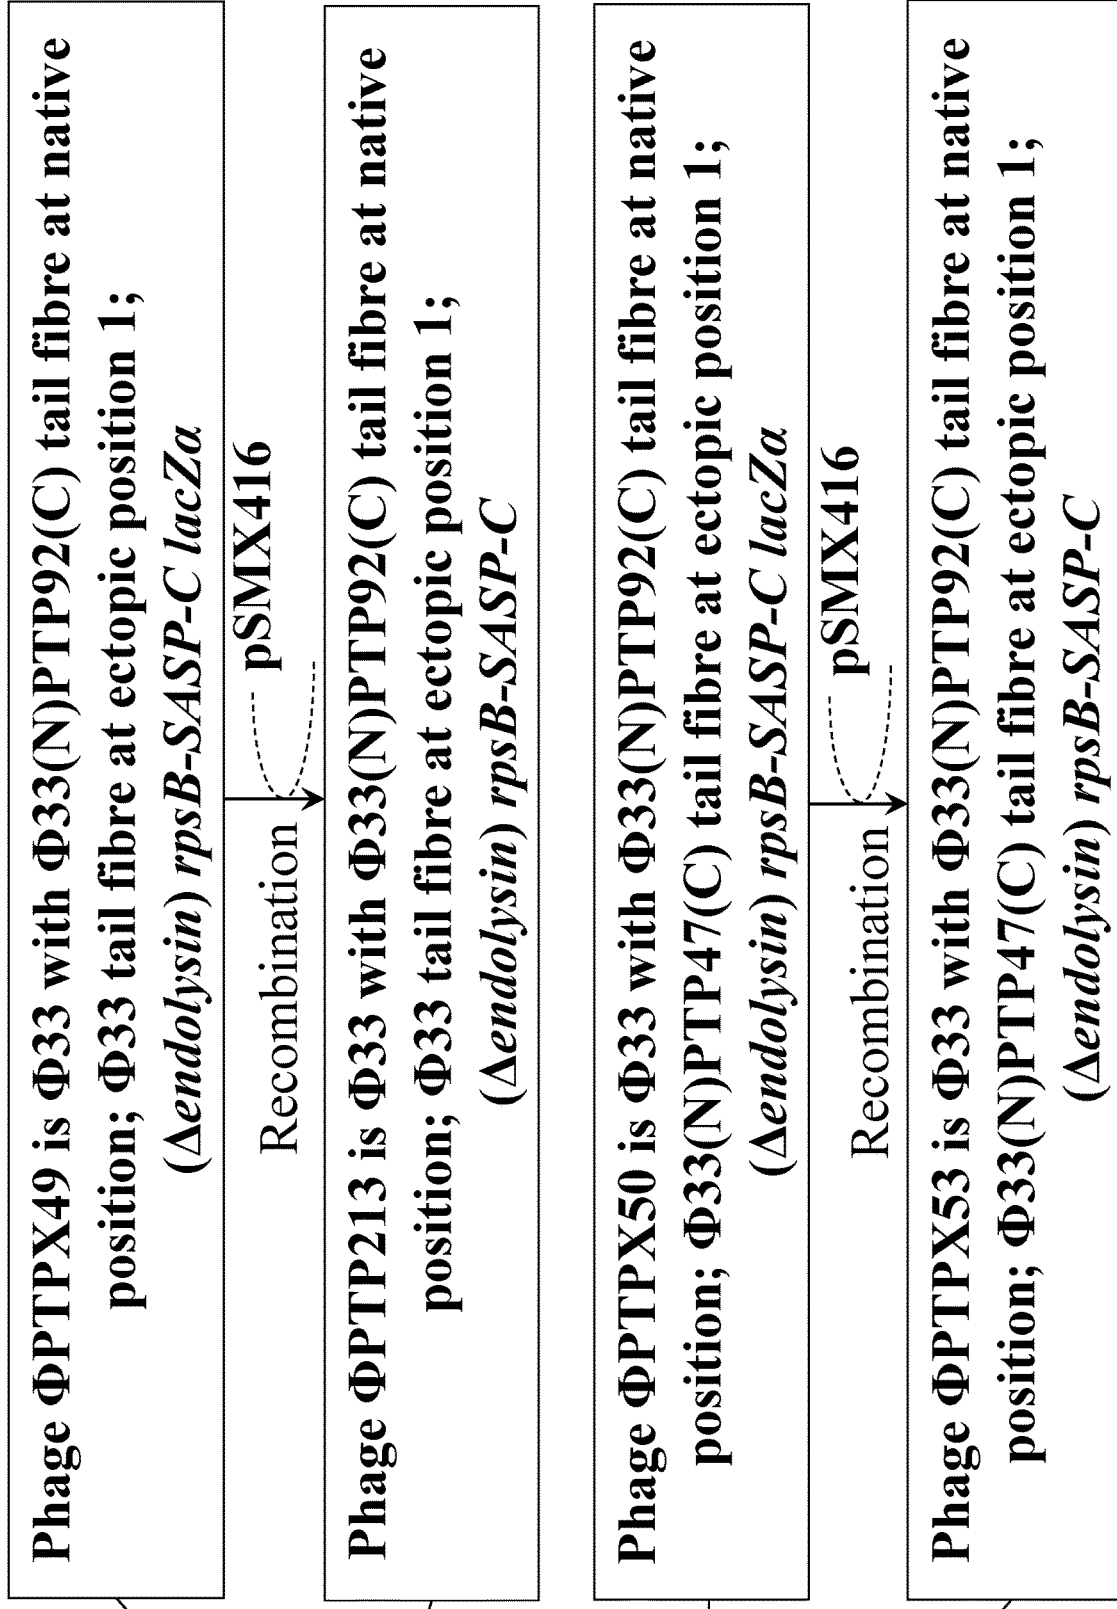 Phage ΦPTPX49 is Φ33 with Φ33(N)PTP92(C) tail fibre at native
position; Φ33 tail fibre at ectopic position 1;
(Δendolysin) rpsB-SASP-C lacZα
Recombination
pSMX416
Phage ΦPTP213 is Φ33 with Φ33(N)PTP92(C) tail fibre at native
position; Φ33 tail fibre at ectopic position 1;
(Δendolysin) rpsB-SASP-C
Phage ΦPTPX50 is Φ33 with Φ33(N)PTP92(C) tail fibre at native
position; Φ33(N)PTP47(C) tail fibre at ectopic position 1;
(Δendolysin) rpsB-SASP-C lacZα
Recombination
pSMX416
Phage ΦPTPX53 is Φ33 with Φ33(N)PTP92(C) tail fibre at native
position; Φ33(N)PTP47(C) tail fibre at ectopic position 1;
(Δendolysin) rpsB-SASP-C